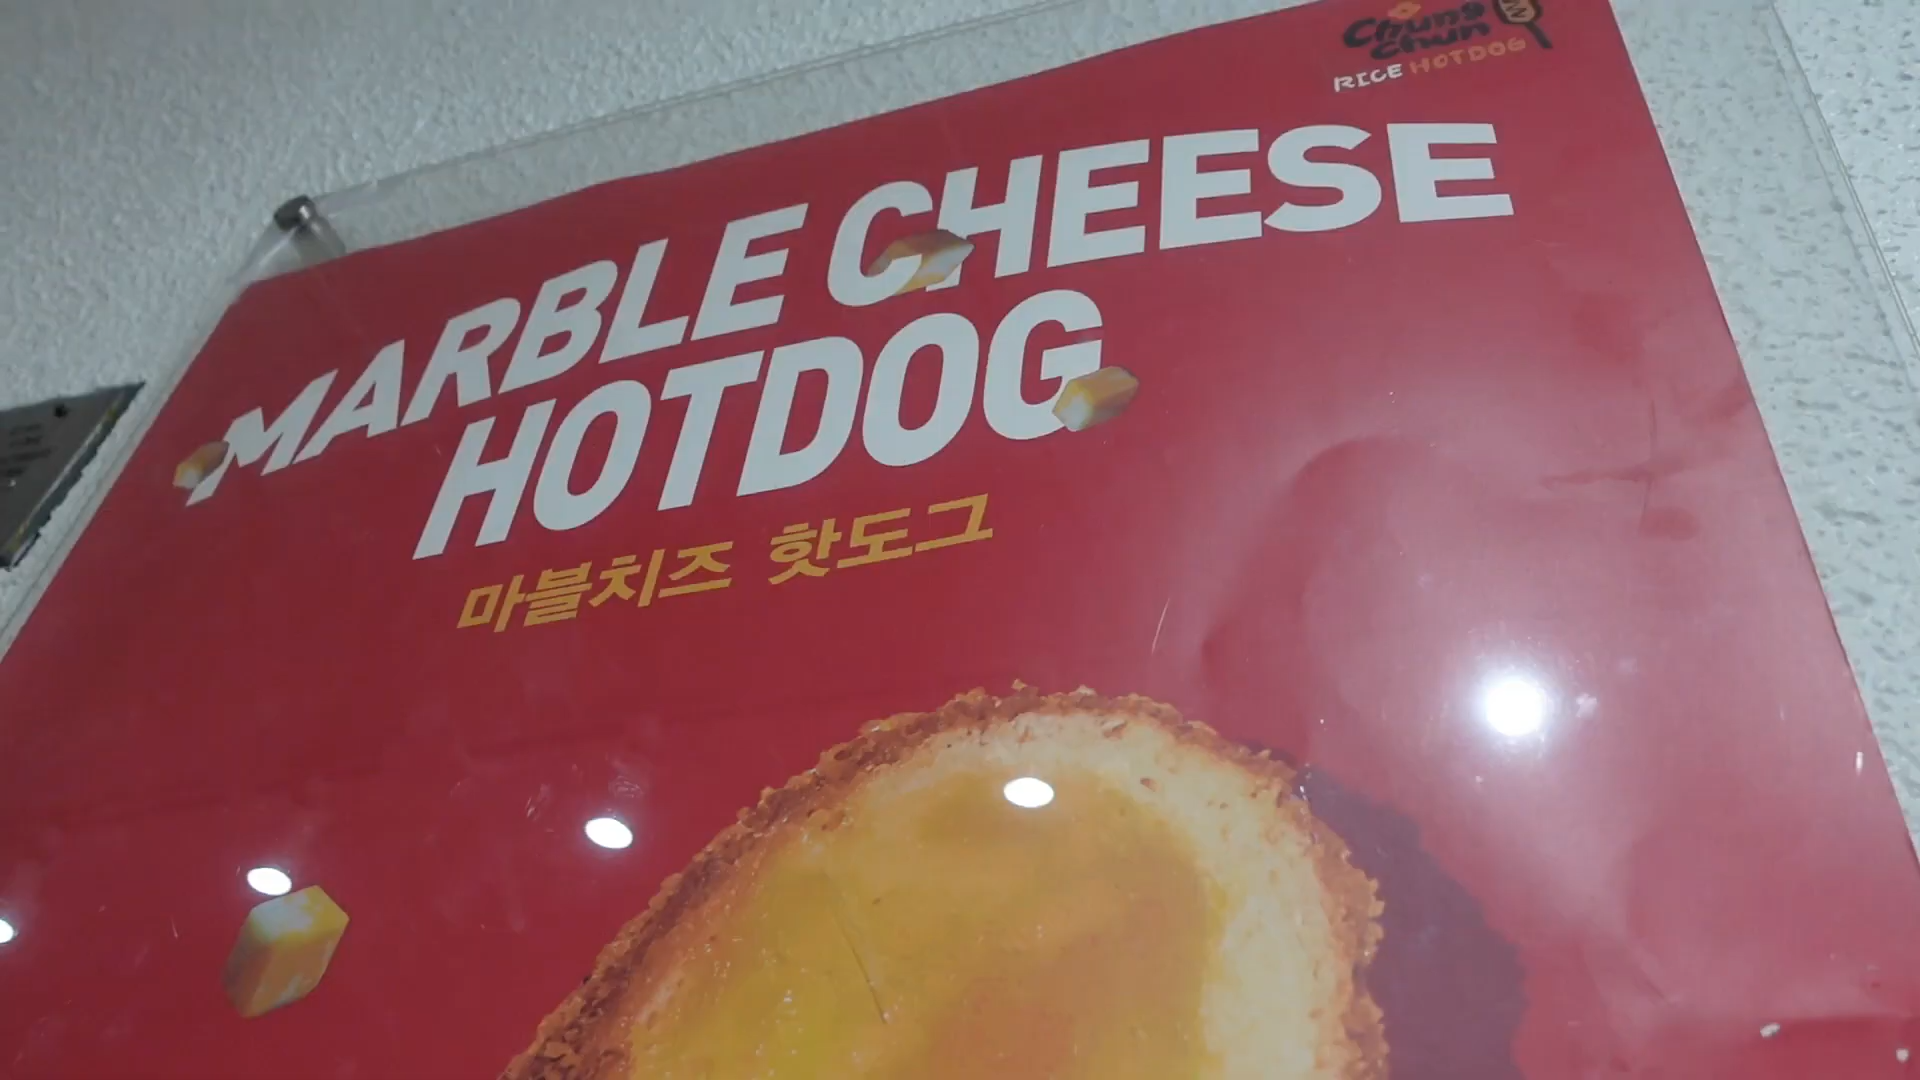 Chung
Chun
RICE HOTDOG
MARBLE CHEESE
HOTDOG
마블치즈 핫도그